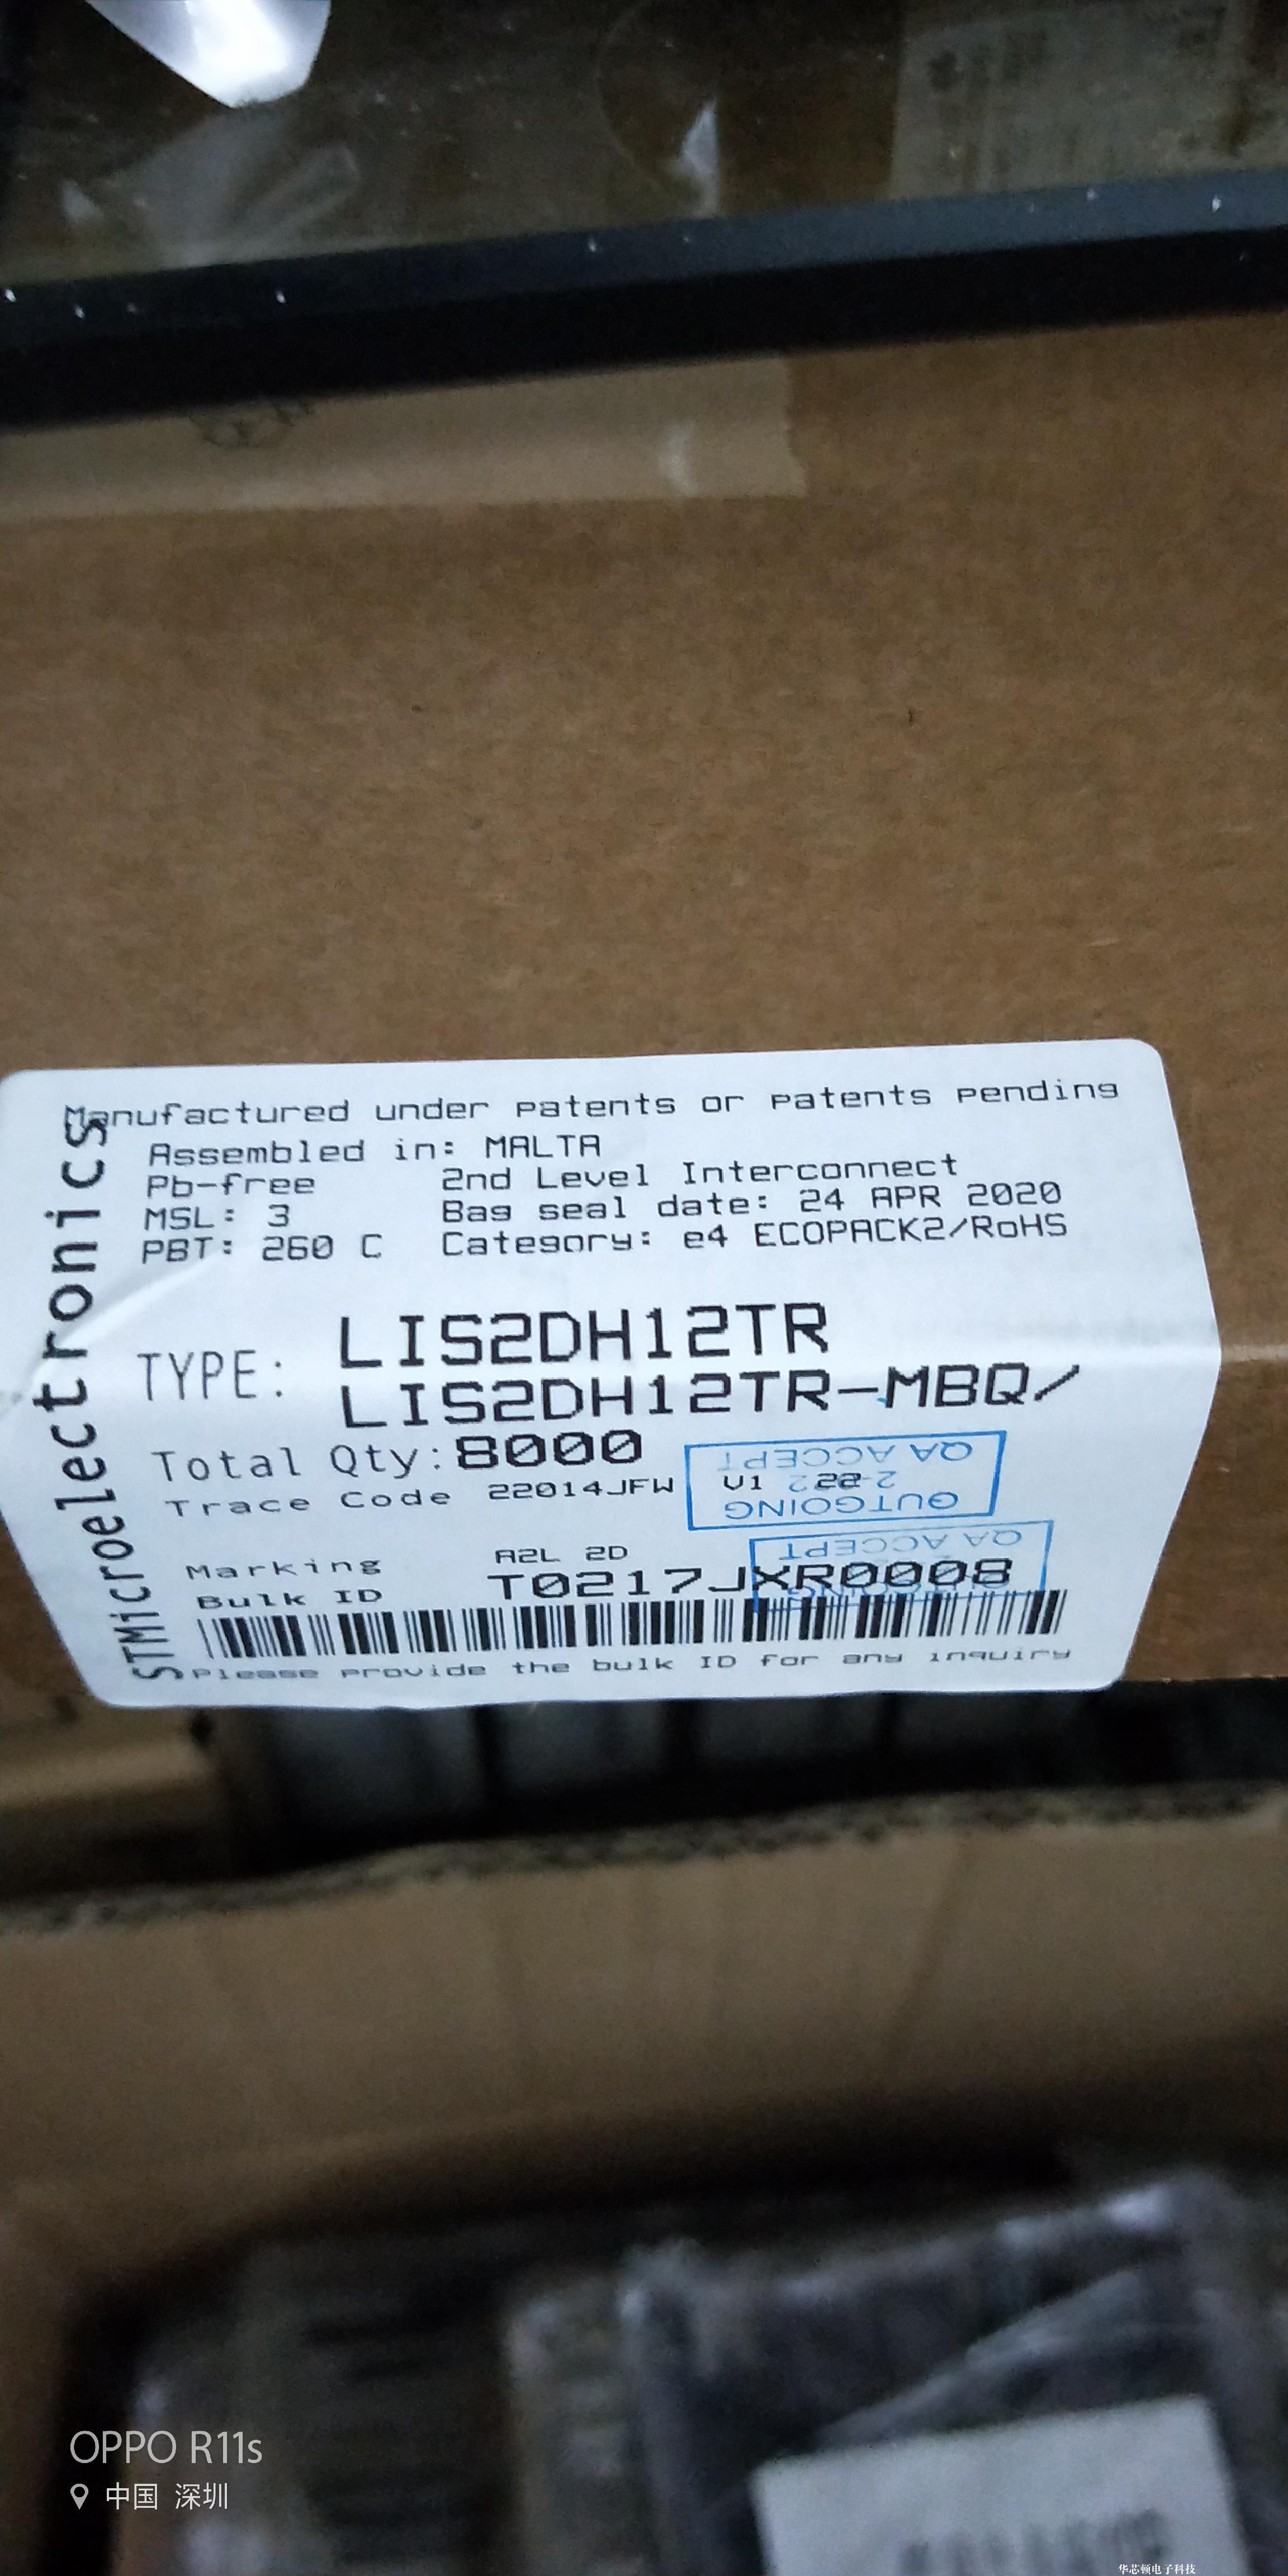 STMicroelectronics
Manufactured under patents or patents pending
Assembled in: MALTA
Pb-free 2nd Level Interconnect
MSL: 3 Bag seal date: 24 APR 2020
PBT: 260 C Category: e4 ECOPACK2/RoHS
TYPE: LIS2DH12TR
LIS2DH12TR-MBQ/
Total Qty: 8000
Trace Code 22014JFW V1
QA ACCEPT
OUTGOING
QA ACCEPT
Marking A2L 2D
Bulk ID T0217JXR0008
Please provide the bulk ID for any inquiry
OPPO R11s
中国 深圳
华芯顿电子科技